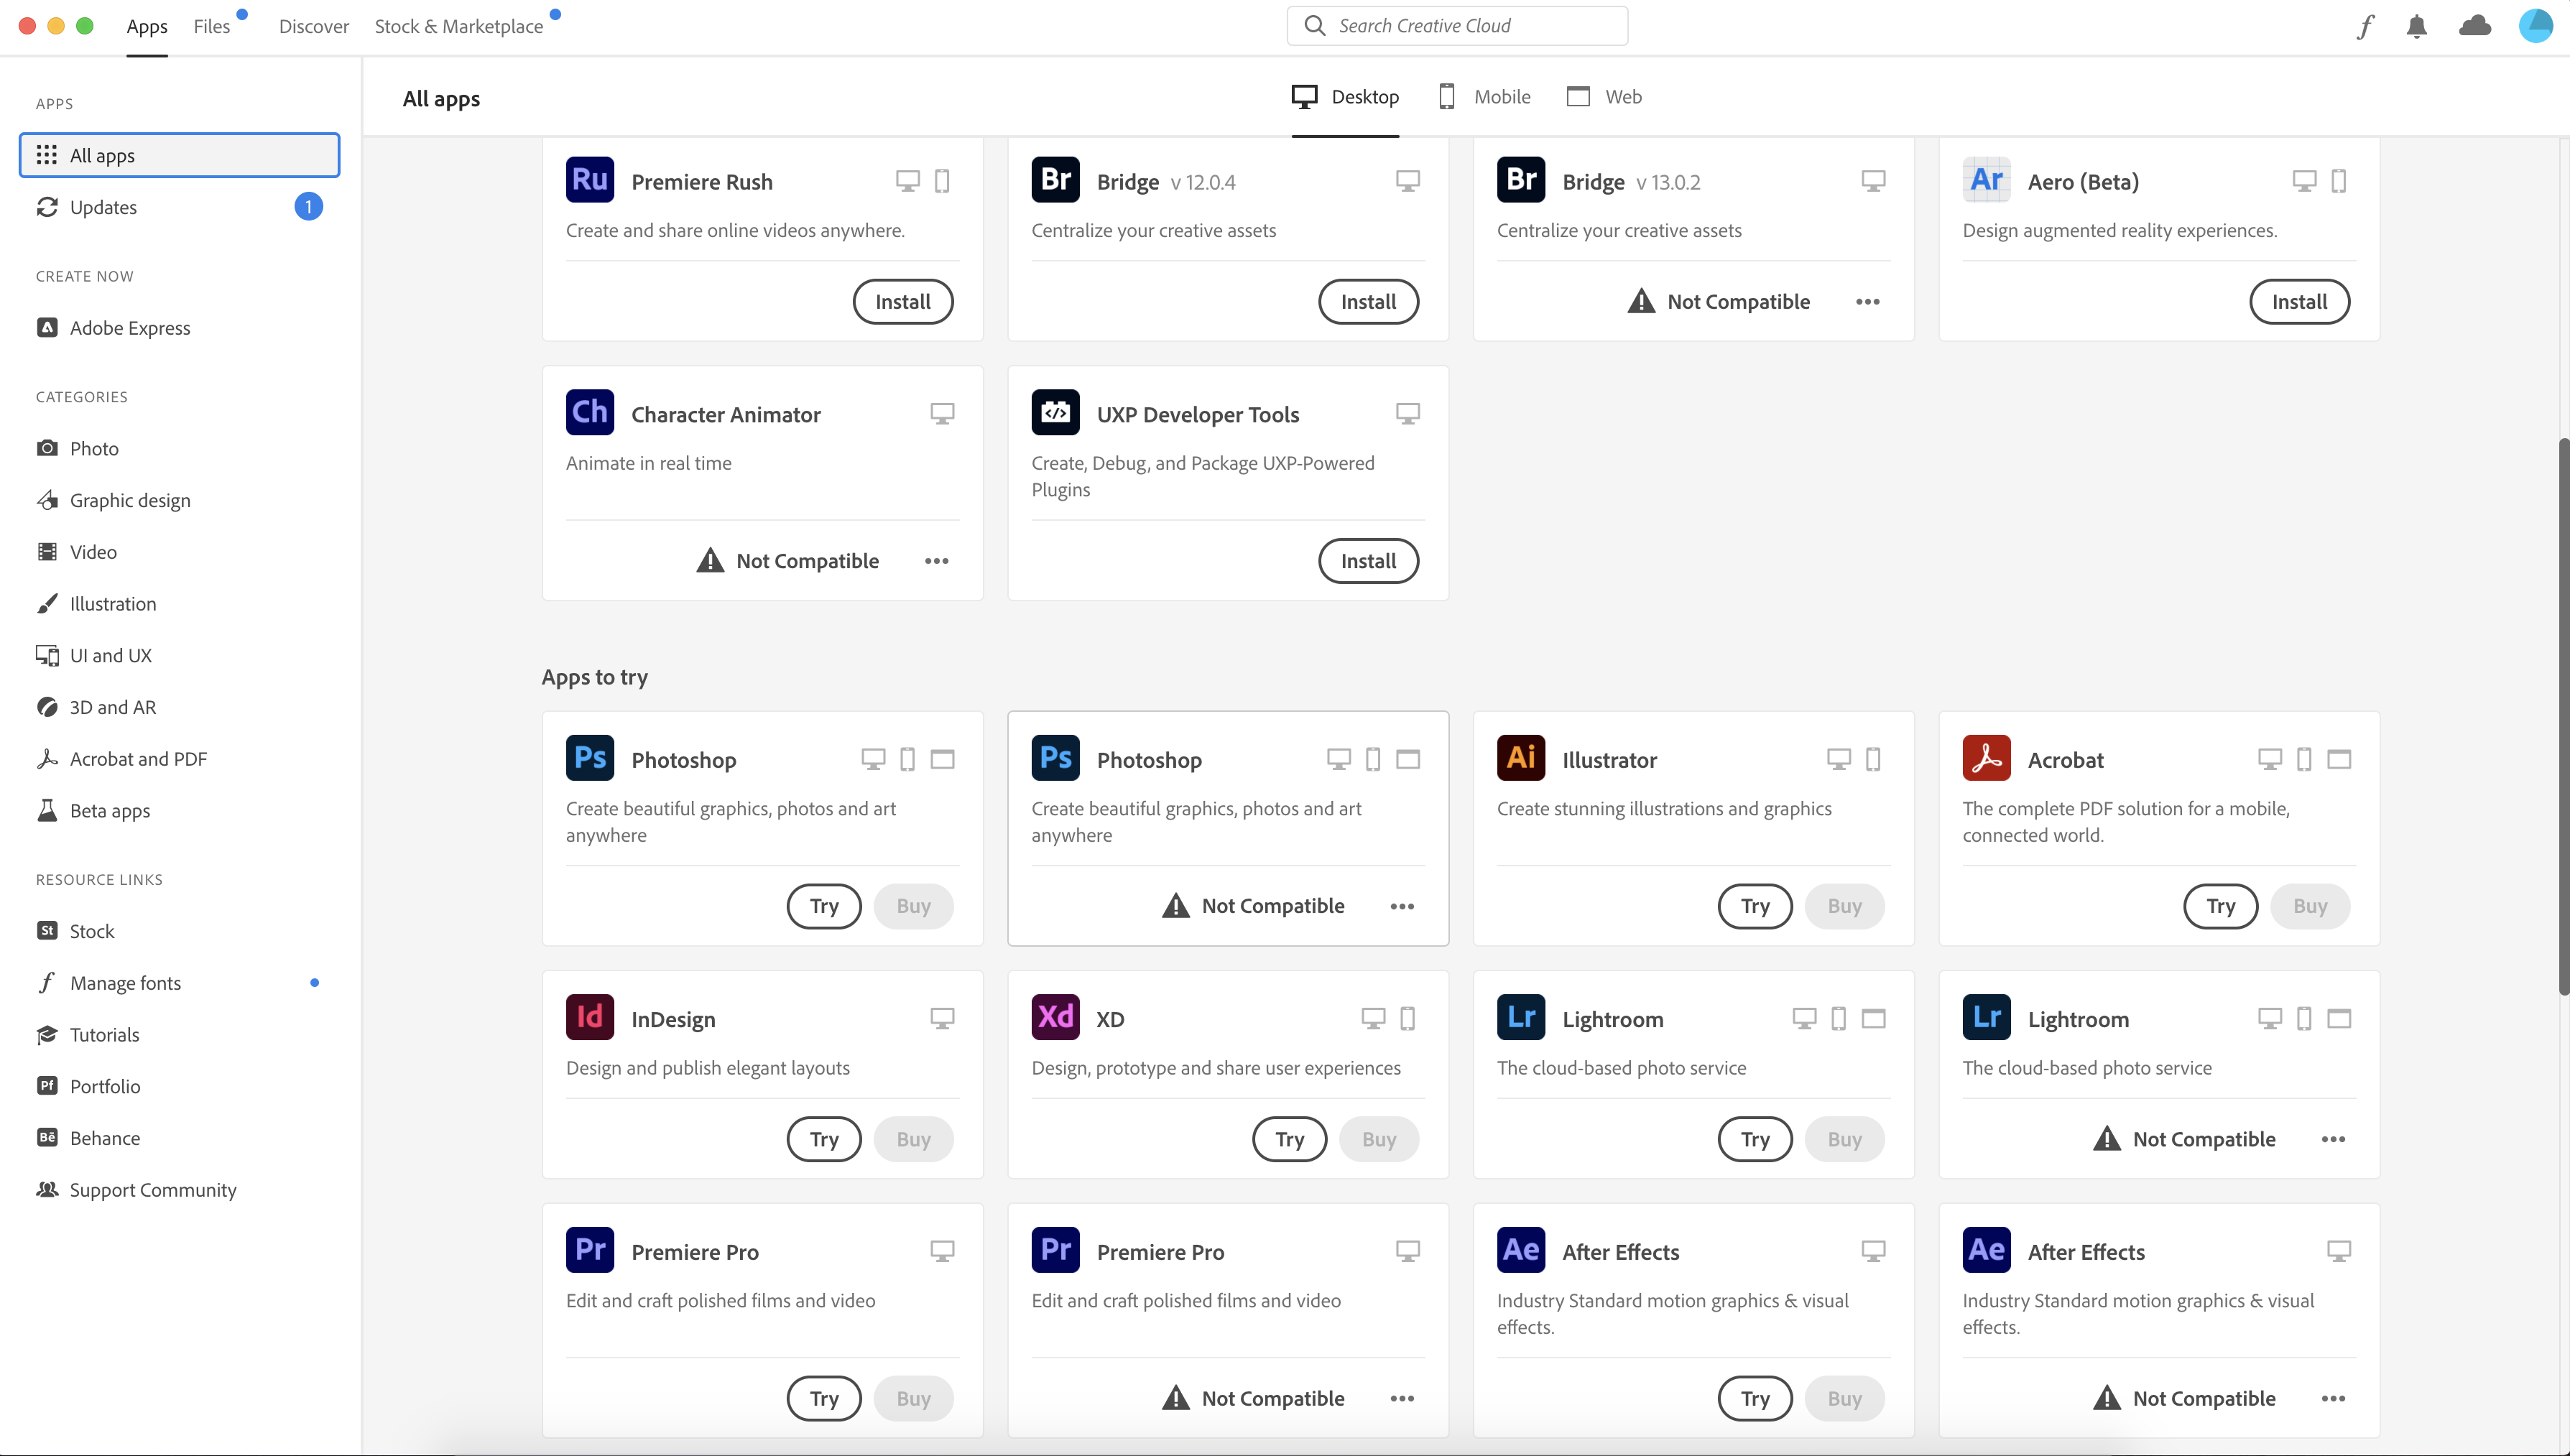 Apps Files Discover Stock & Marketplace
Search Creative Cloud
APPS
All apps
Updates 1
CREATE NOW
Adobe Express
CATEGORIES
Photo
Graphic design
Video
Illustration
UI and UX
3D and AR
Acrobat and PDF
Beta apps
RESOURCE LINKS
St Stock
Manage fonts
Tutorials
Pf Portfolio
Bē Behance
Support Community
All apps
Desktop Mobile Web
Ru Premiere Rush
Create and share online videos anywhere.
Install
Br Bridge v 12.0.4
Centralize your creative assets
Install
Br Bridge v 13.0.2
Centralize your creative assets
Not Compatible
Ar Aero (Beta)
Design augmented reality experiences.
Install
Ch Character Animator
Animate in real time
Not Compatible
UXP Developer Tools
Create, Debug, and Package UXP-Powered
Plugins
Install
Apps to try
Ps Photoshop
Create beautiful graphics, photos and art
anywhere
Try Buy
Ps Photoshop
Create beautiful graphics, photos and art
anywhere
Not Compatible
Ai Illustrator
Create stunning illustrations and graphics
Try Buy
Acrobat
The complete PDF solution for a mobile,
connected world.
Try Buy
Id InDesign
Design and publish elegant layouts
Try Buy
Xd XD
Design, prototype and share user experiences
Try Buy
Lr Lightroom
The cloud-based photo service
Try Buy
Lr Lightroom
The cloud-based photo service
Not Compatible
Pr Premiere Pro
Edit and craft polished films and video
Try Buy
Pr Premiere Pro
Edit and craft polished films and video
Not Compatible
Ae After Effects
Industry Standard motion graphics & visual
effects.
Try Buy
Ae After Effects
Industry Standard motion graphics & visual
effects.
Not Compatible